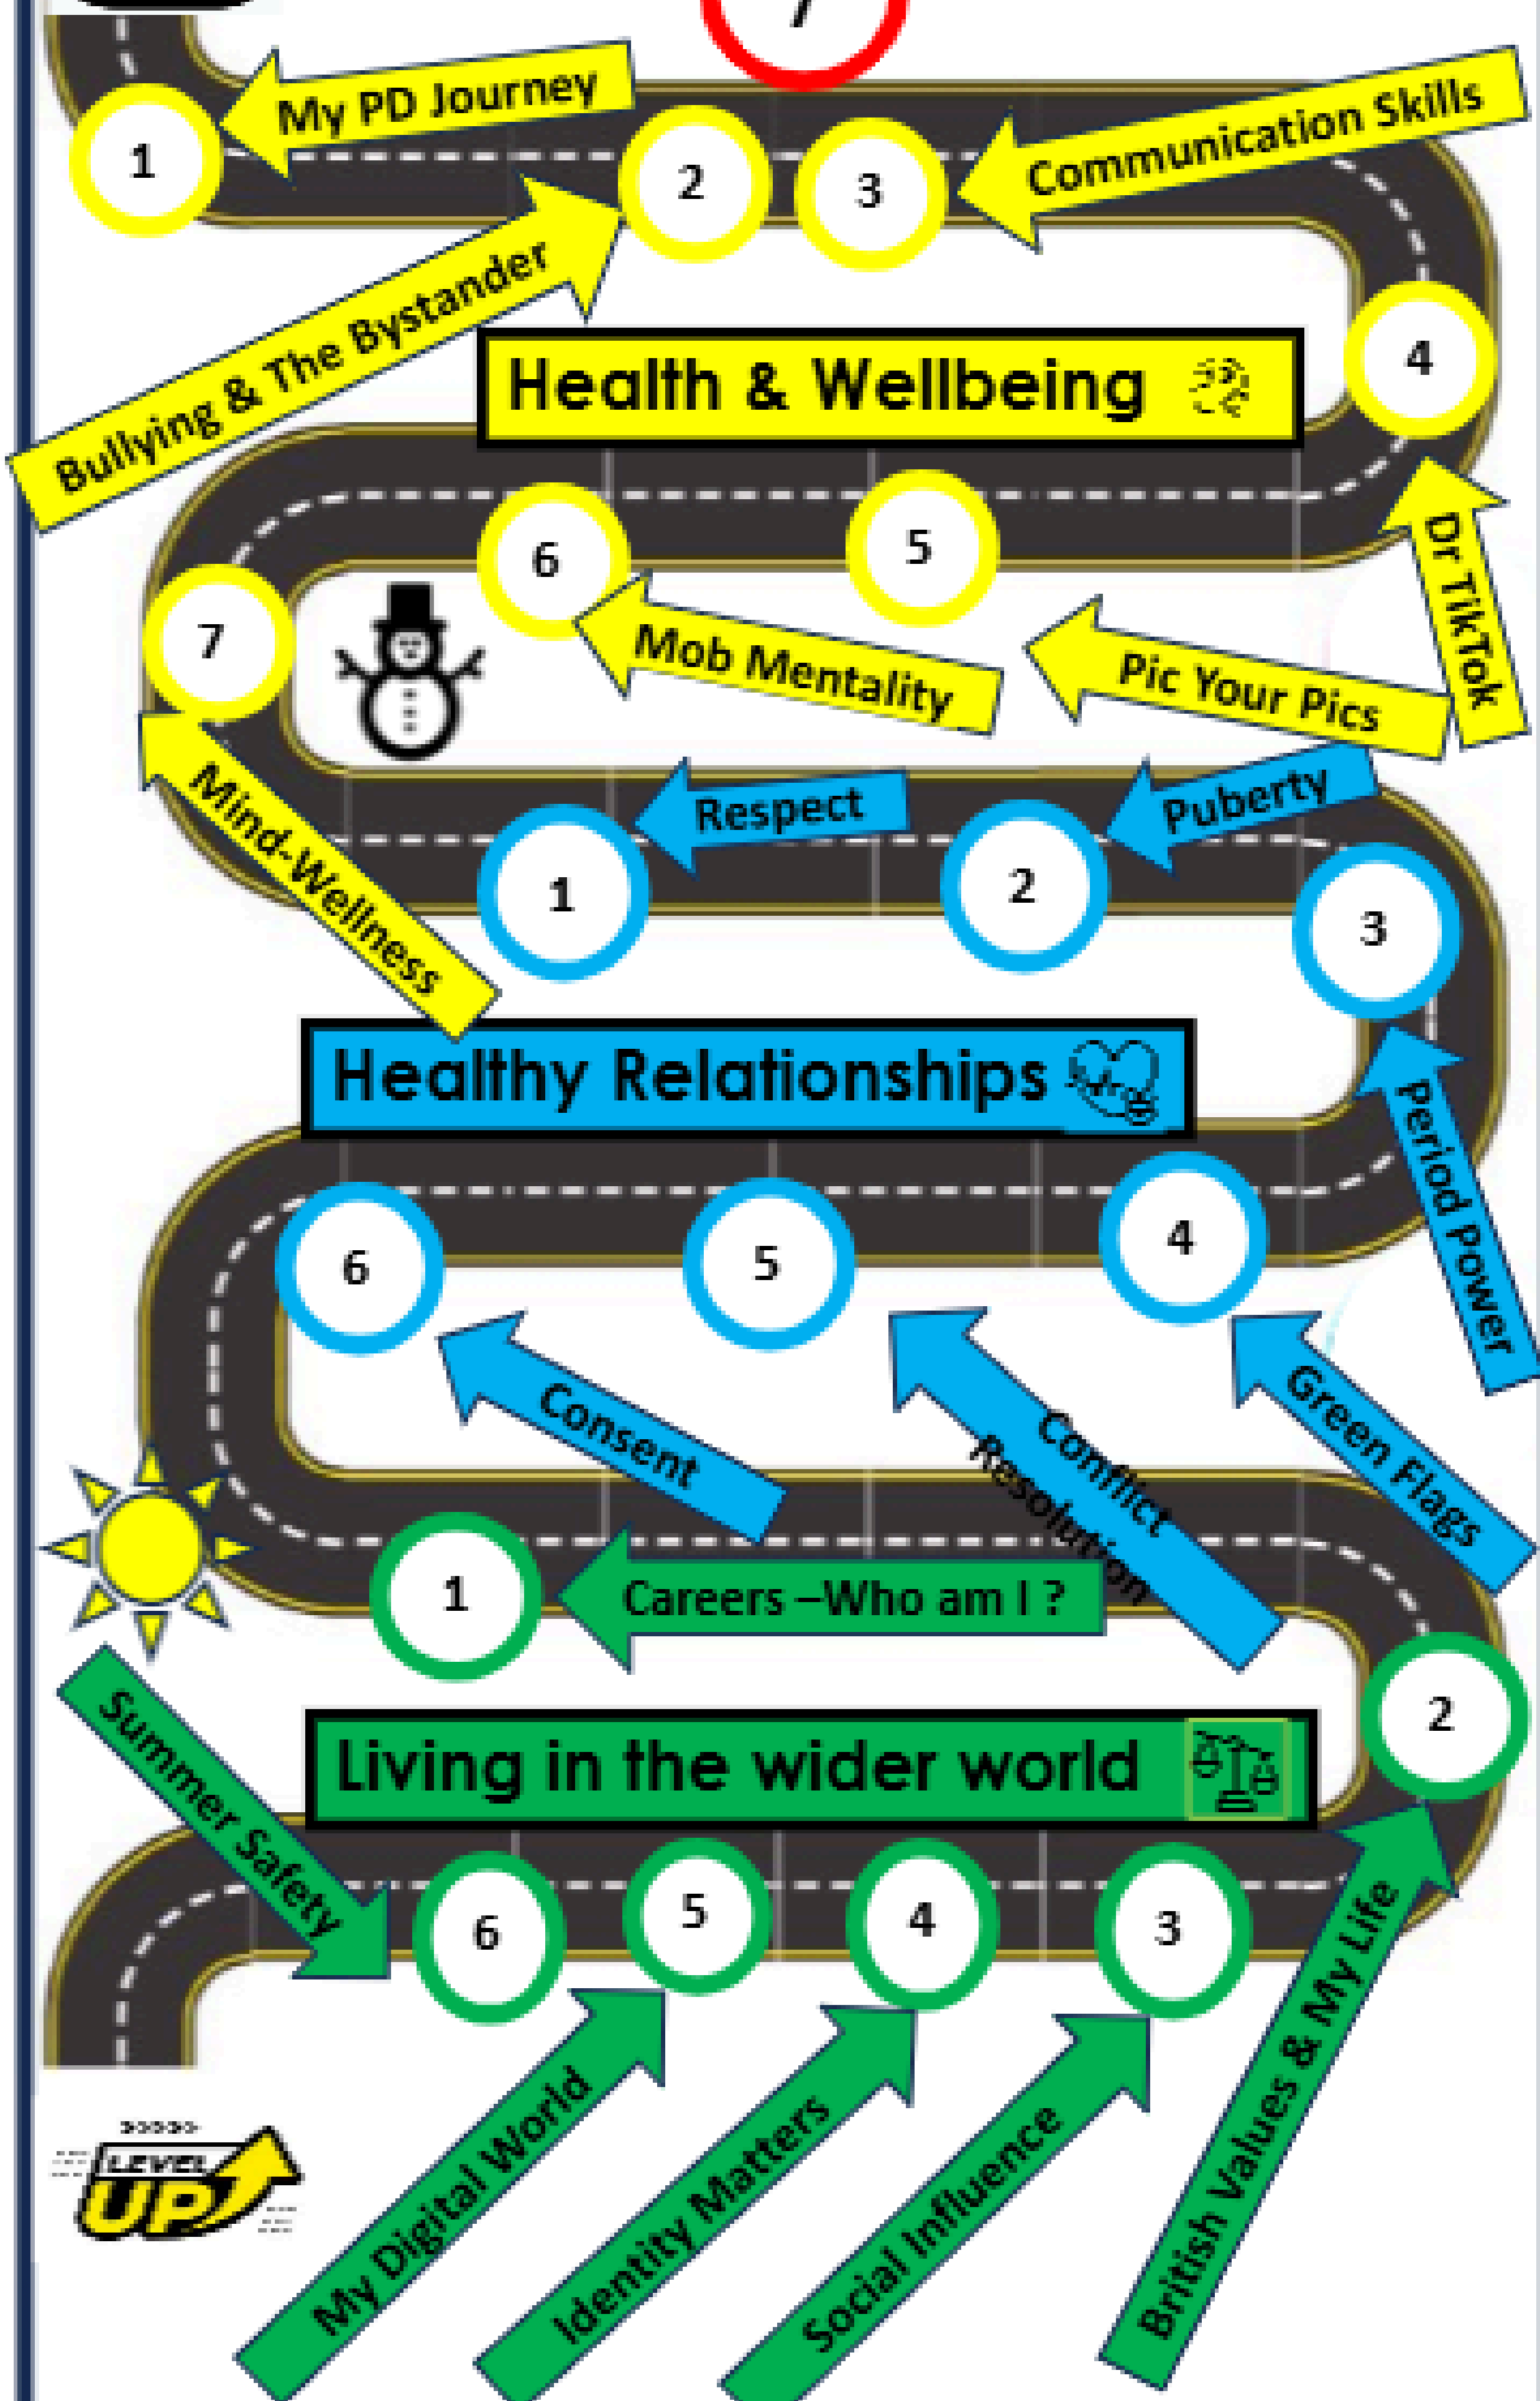 7
My PD Journey
1
2
3
Communication Skills
Bullying & The Bystander
Health & Wellbeing
4
Dr TikTok
5
Pic Your Pics
6
Mob Mentality
7
Mind-Wellness
1
Respect
2
Puberty
3
Healthy Relationships
Period Power
4
Green Flags
5
Conflict
Resolution
6
Consent
1
Careers –Who am I ?
2
Living in the wider world
British Values & My Life
3
Social Influence
4
Identity Matters
5
My Digital World
6
Summer Safety
LEVEL
UP